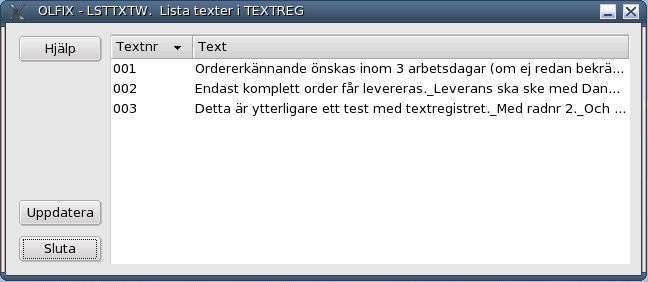 OLFIX - LSTTXTW. Lista texter i TEXTREG
Hjälp
Textnr Text
001 Ordererkännande önskas inom 3 arbetsdagar (om ej redan bekrä...
002 Endast komplett order får levereras._Leverans ska ske med Dan...
003 Detta är ytterligare ett test med textregistret._Med radnr 2._Och ...
Uppdatera
Sluta